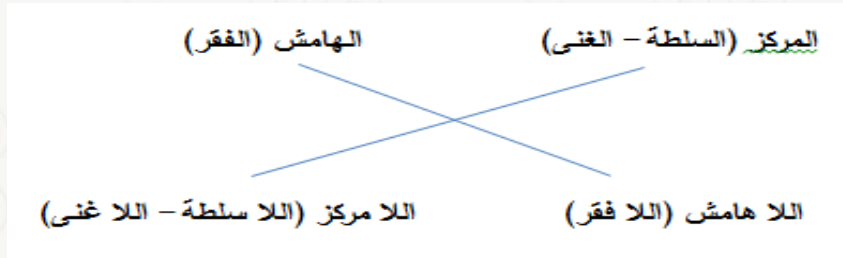 المركز (السلطة – الغنى)    الهامش (الفقر)
اللا هامش (اللا فقر)    اللا مركز (اللا سلطة – اللا غنى)